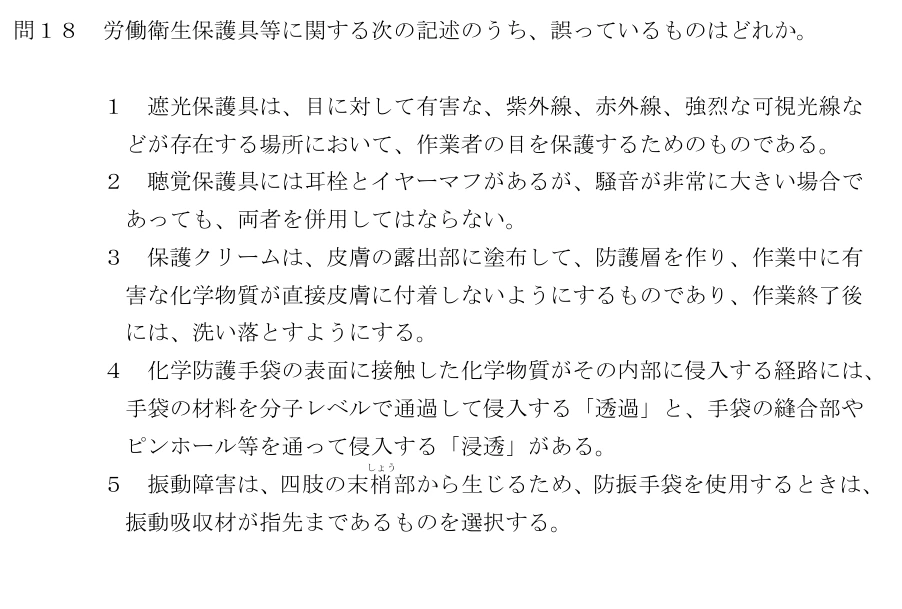 問１８　労働衛生保護具等に関する次の記述のうち、誤っているものはどれか。
１　遮光保護具は、目に対して有害な、紫外線、赤外線、強烈な可視光線な
どが存在する場所において、作業者の目を保護するためのものである。
２　聴覚保護具には耳栓とイヤーマフがあるが、騒音が非常に大きい場合で
あっても、両者を併用してはならない。
３　保護クリームは、皮膚の露出部に塗布して、防護層を作り、作業中に有
害な化学物質が直接皮膚に付着しないようにするものであり、作業終了後
には、洗い落とすようにする。
４　化学防護手袋の表面に接触した化学物質がその内部に侵入する経路には、
手袋の材料を分子レベルで通過して侵入する「透過」と、手袋の縫合部や
ピンホール等を通って侵入する「浸透」がある。
しょう
５　振動障害は、四肢の末梢部から生じるため、防振手袋を使用するときは、
振動吸収材が指先まであるものを選択する。